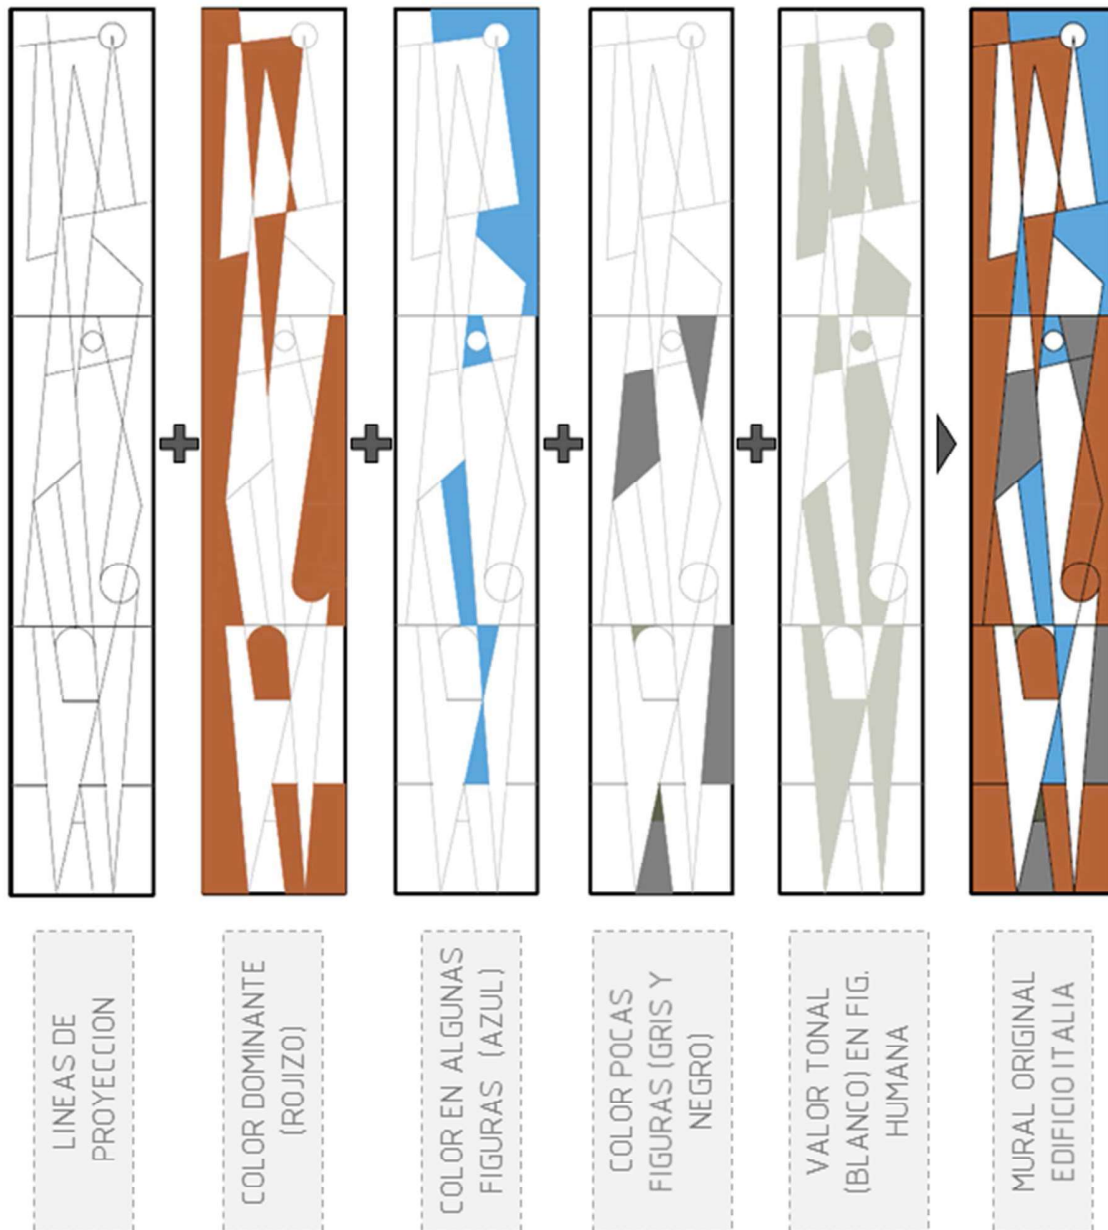 LINEAS DE
PROYECCION
COLOR DOMINANTE
(ROJIZO)
COLOR EN ALGUNAS
FIGURAS (AZUL)
COLOR POCAS
FIGURAS (GRIS Y
NEGRO)
VALOR TONAL
(BLANCO) EN FIG.
HUMANA
MURAL ORIGINAL
EDIFICIO ITALIA